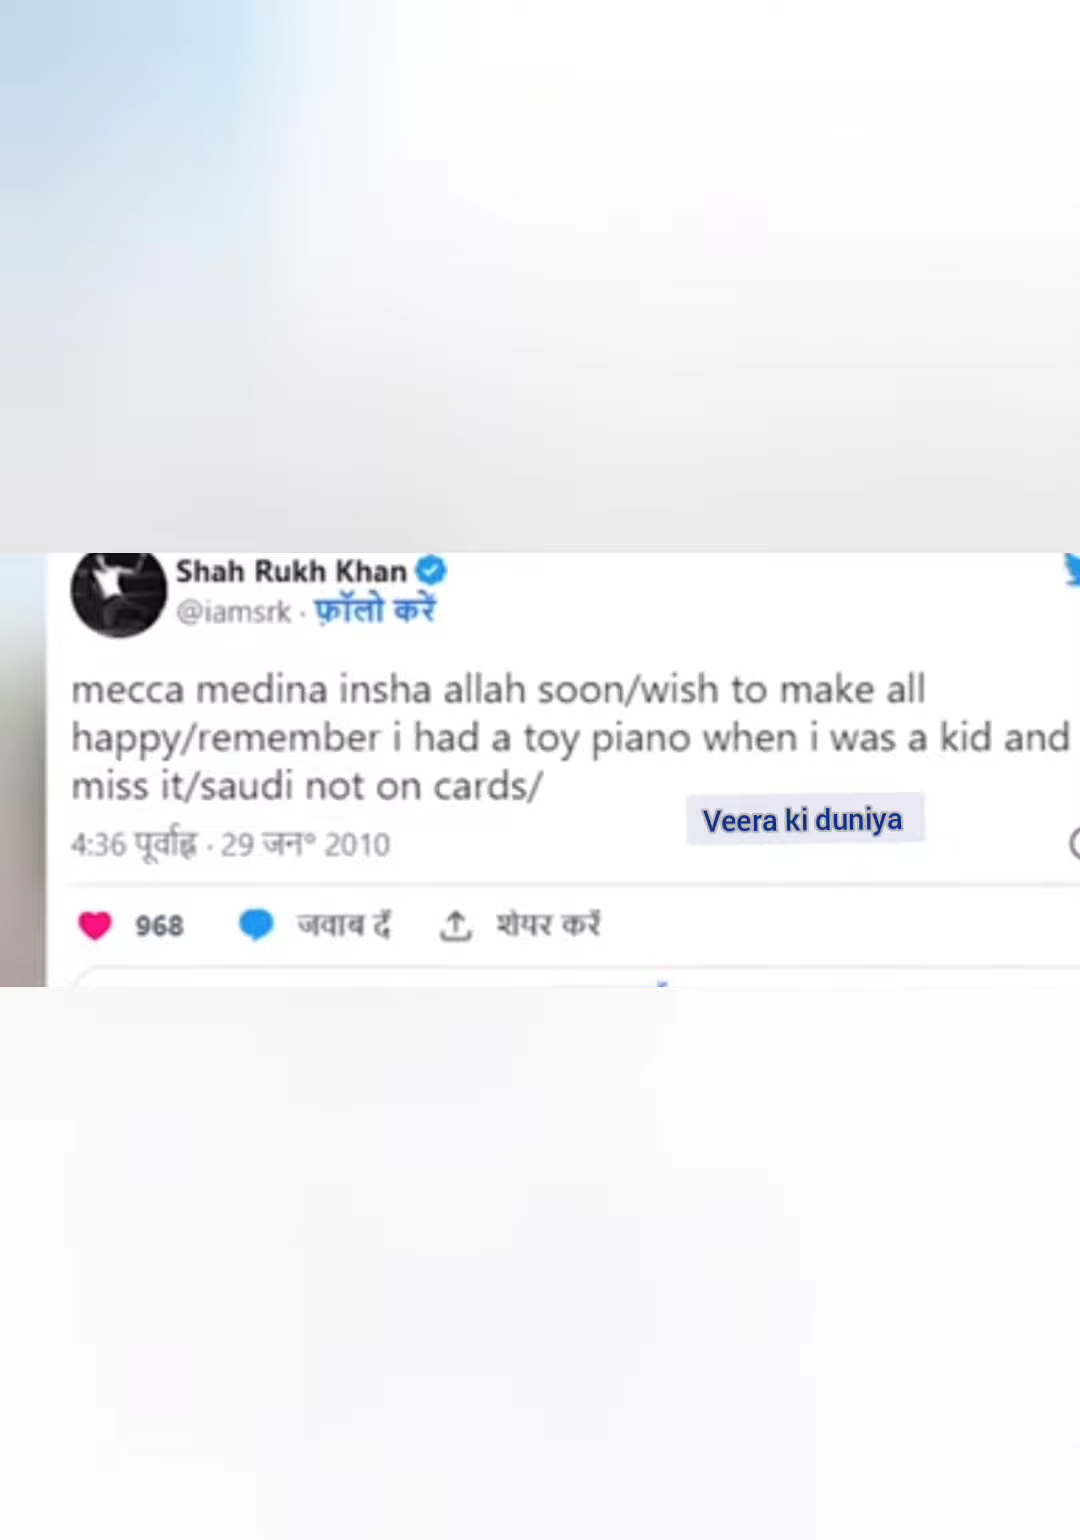 Shah Rukh Khan
@iamsrk · फ़ॉलो करें
mecca medina insha allah soon/wish to make all
happy/remember i had a toy piano when i was a kid and
miss it/saudi not on cards/
Veera ki duniya
4:36 पूर्वाह्न · 29 जन॰ 2010
968 जवाब दें शेयर करें